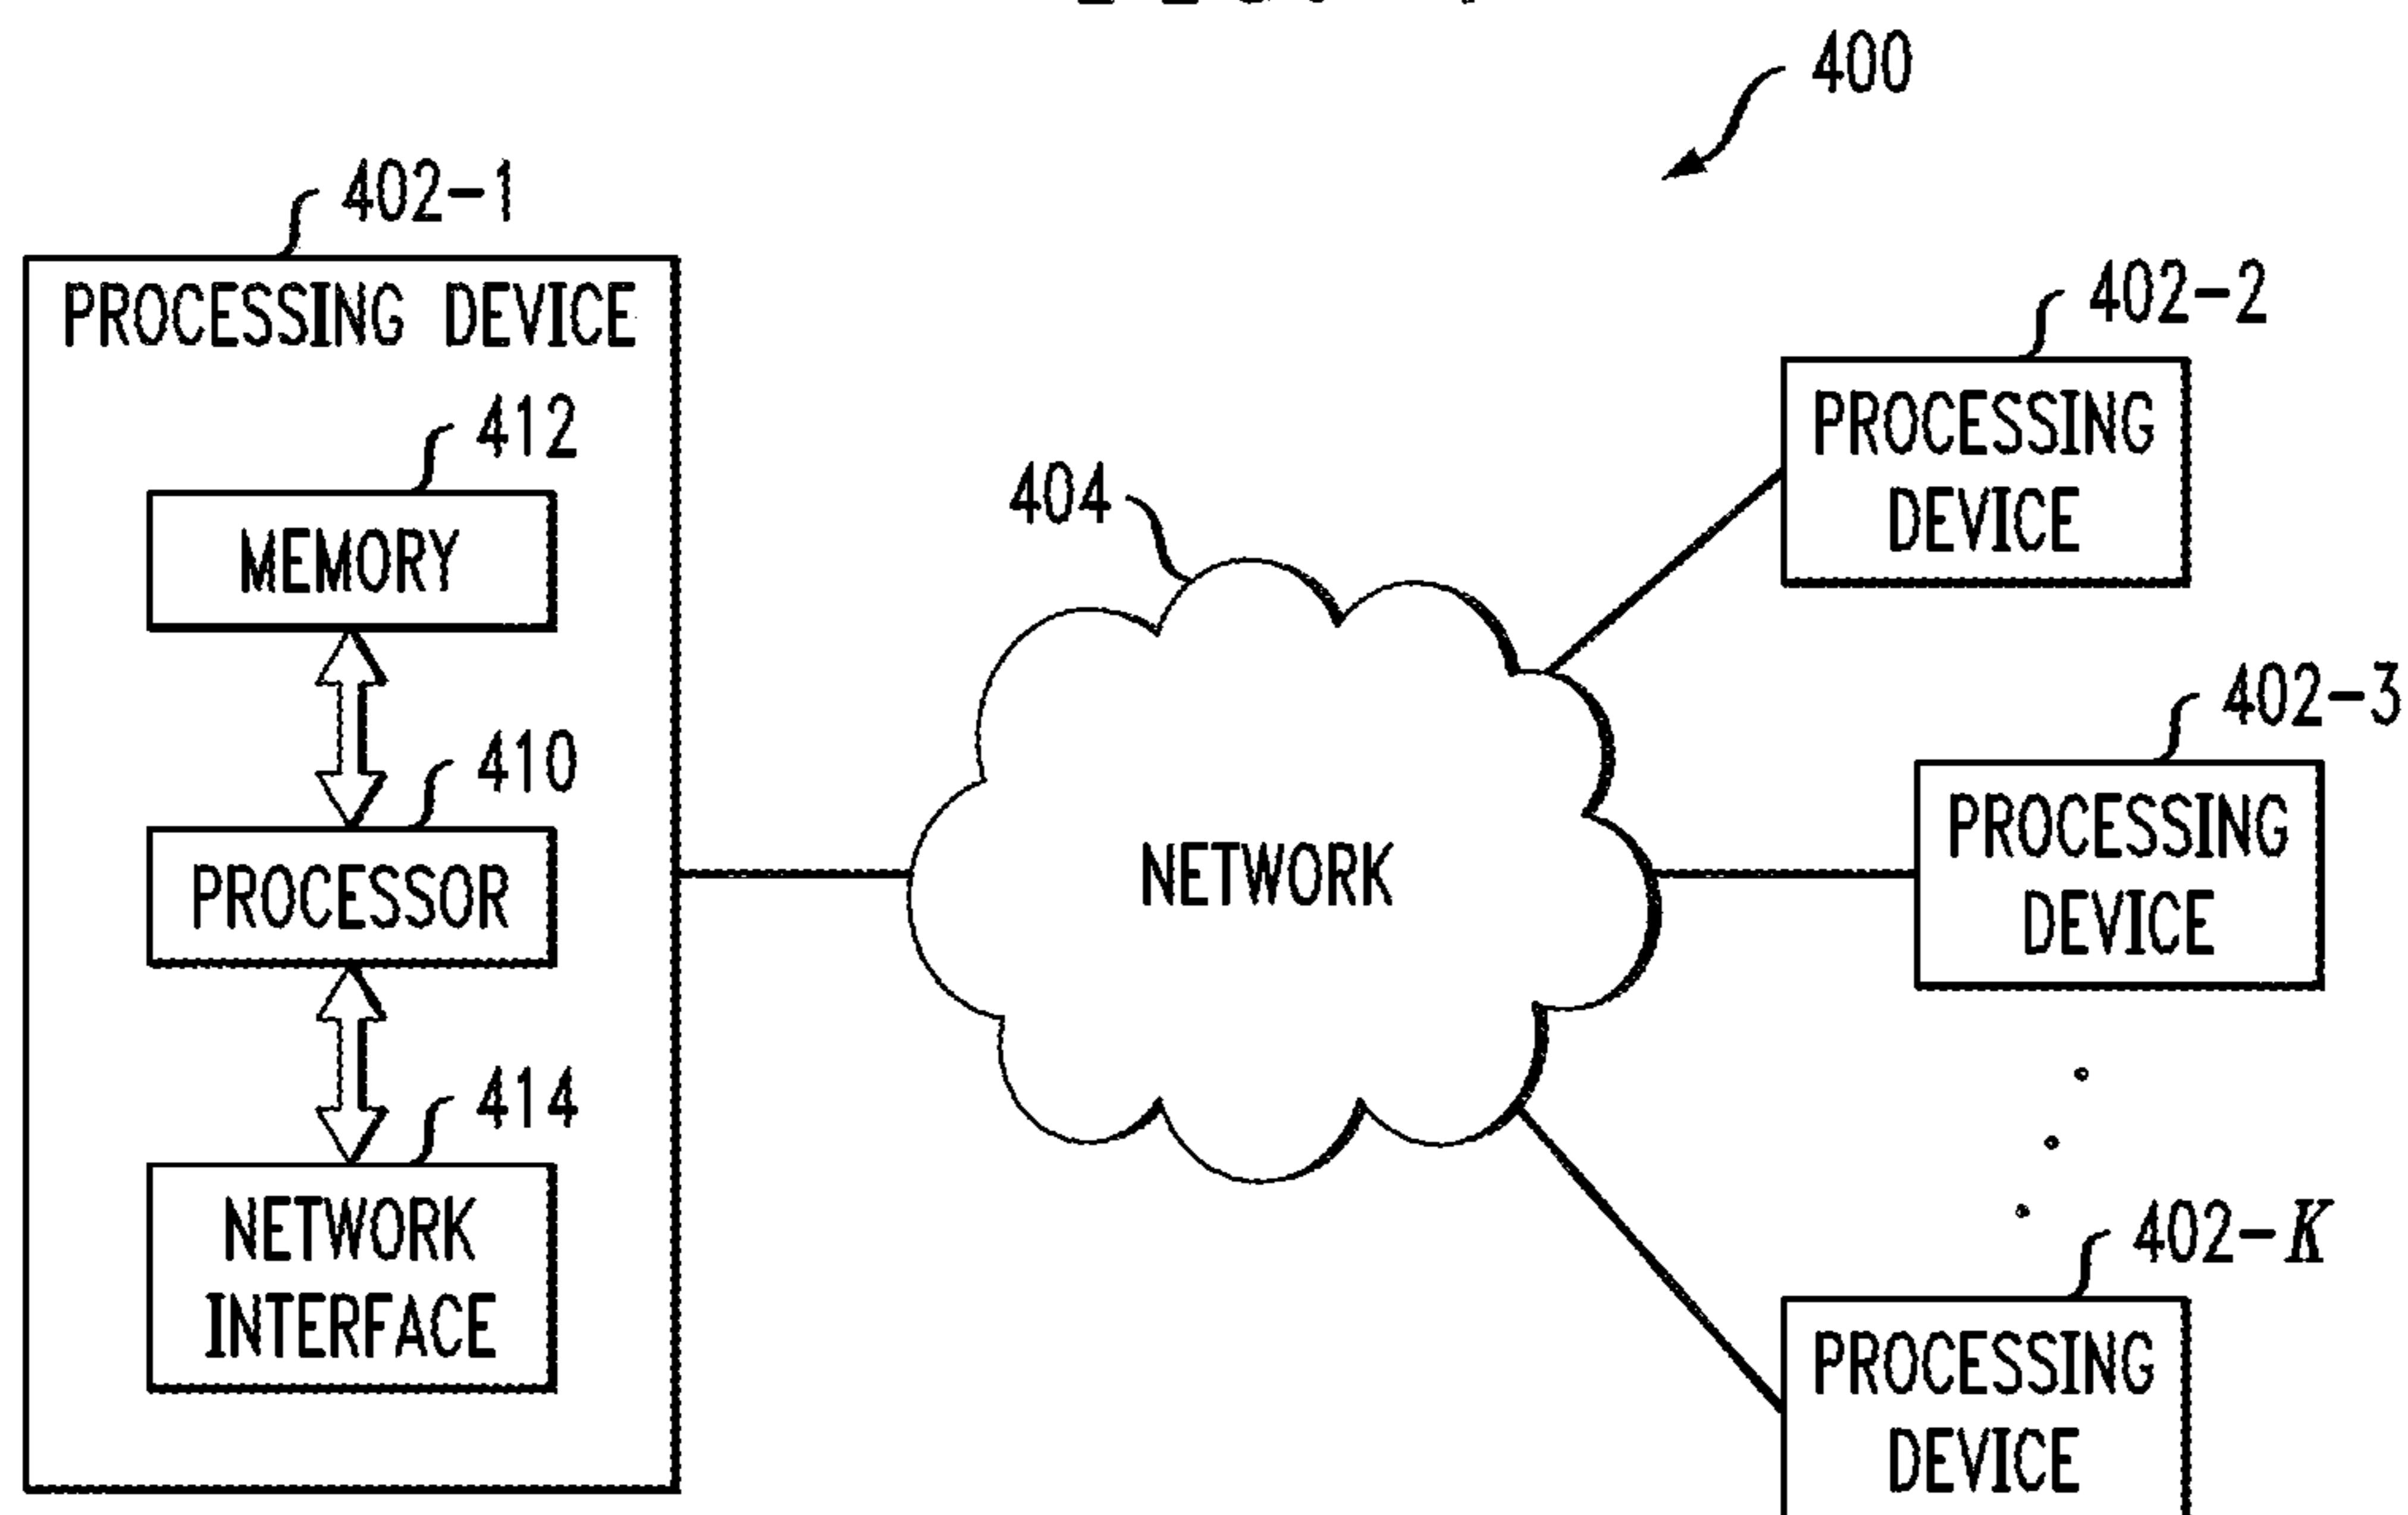 400
402-1
PROCESSING DEVICE
412
MEMORY
410
PROCESSOR
414
NETWORK
INTERFACE
404
NETWORK
402-2
PROCESSING
DEVICE
402-3
PROCESSING
DEVICE
402-K
PROCESSING
DEVICE